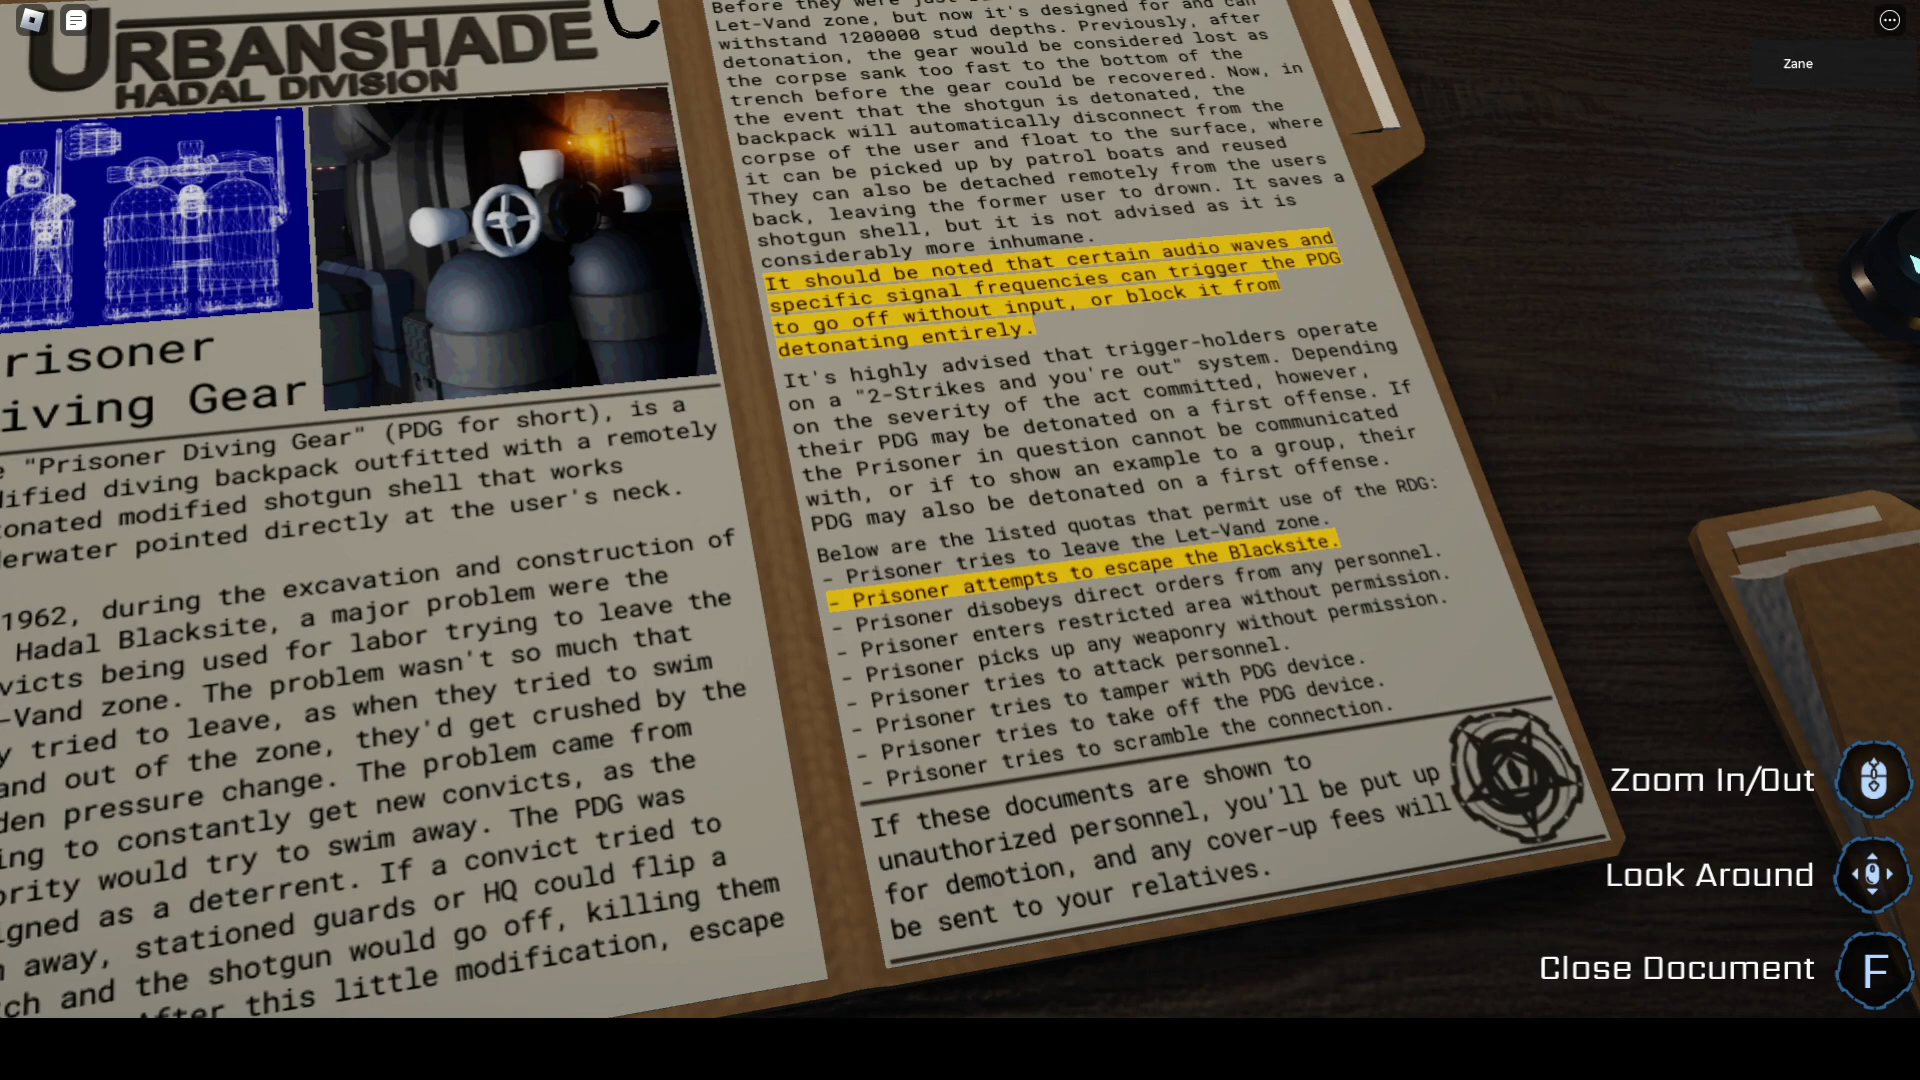 URBANSHADE
HADAL DIVISION
risoner
iving Gear
"Prisoner Diving Gear" (PDG for short), is a
ified diving backpack outfitted with a remotely
onated modified shotgun shell that works
erwater pointed directly at the user's neck.
1962, during the excavation and construction of
Hadal Blacksite, a major problem were the
victs being used for labor trying to leave the
-Vand zone. The problem wasn't so much that
y tried to leave, as when they tried to swim
and out of the zone, they'd get crushed by the
den pressure change. The problem came from
ing to constantly get new convicts, as the
ority would try to swim away. The PDG was
igned as a deterrent. If a convict tried to
away, stationed guards or HQ could flip a
ch and the shotgun would go off, killing them
After this little modification, escape
Before they were just
Let-Vand zone, but now it's designed for and can
withstand 1200000 stud depths. Previously, after
detonation, the gear would be considered lost as
the corpse sank too fast to the bottom of the
trench before the gear could be recovered. Now, in
the event that the shotgun is detonated, the
backpack will automatically disconnect from the
corpse of the user and float to the surface, where
it can be picked up by patrol boats and reused
They can also be detached remotely from the users
back, leaving the former user to drown. It saves a
shotgun shell, but it is not advised as it is
considerably more inhumane.
It should be noted that certain audio waves and
specific signal frequencies can trigger the PDG
to go off without input, or block it from
detonating entirely.
It's highly advised that trigger-holders operate
on a "2-Strikes and you're out" system. Depending
on the severity of the act committed, however,
their PDG may be detonated on a first offense. If
the Prisoner in question cannot be communicated
with, or if to show an example to a group, their
PDG may also be detonated on a first offense.
Below are the listed quotas that permit use of the RDG:
- Prisoner tries to leave the Let-Vand zone.
- Prisoner attempts to escape the Blacksite.
- Prisoner disobeys direct orders from any personnel.
- Prisoner enters restricted area without permission.
- Prisoner picks up any weaponry without permission.
- Prisoner tries to attack personnel.
- Prisoner tries to tamper with PDG device.
- Prisoner tries to take off the PDG device.
- Prisoner tries to scramble the connection.
If these documents are shown to
unauthorized personnel, you'll be put up
for demotion, and any cover-up fees will
be sent to your relatives.
Zane
Zoom In/Out
Look Around
Close Document
F